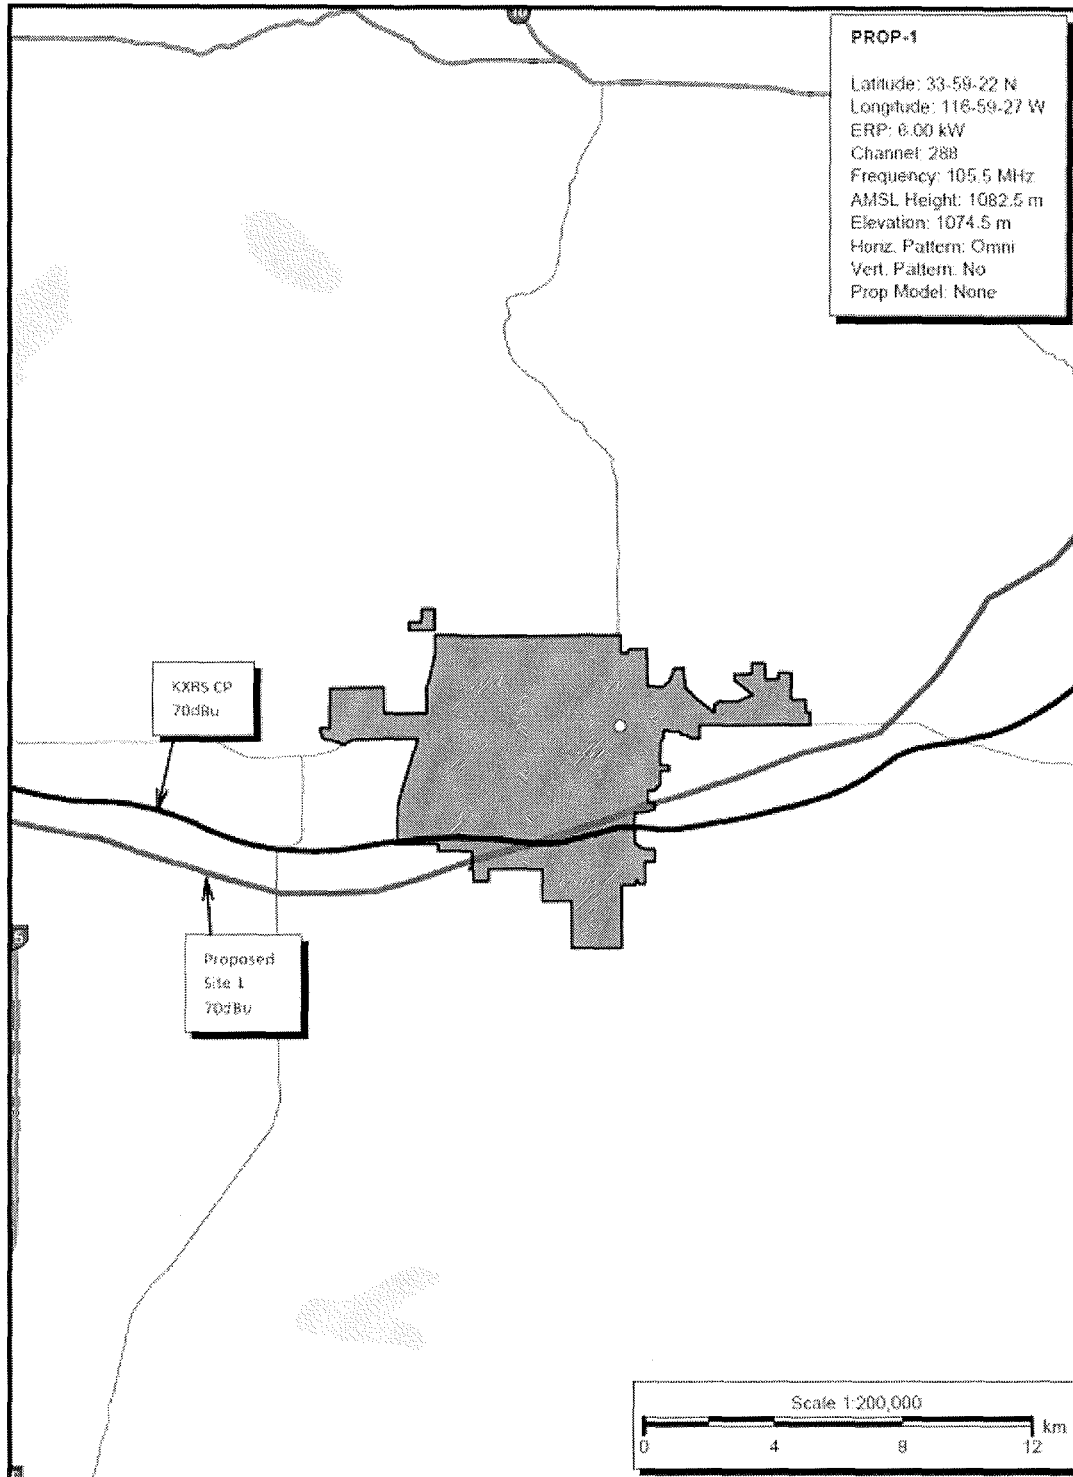 10
PROP-1
Latitude: 33-59-22 N
Longitude: 116-59-27 W
ERP: 6.00 kW
Channel: 288
Frequency: 105.5 MHz
AMSL Height: 1082.5 m
Elevation: 1074.5 m
Horiz. Pattern: Omni
Vert. Pattern: No
Prop Model: None
KXRS CP
70dBu
Proposed
Site 1
70dBu
Scale 1:200,000
km
0 4 8 12